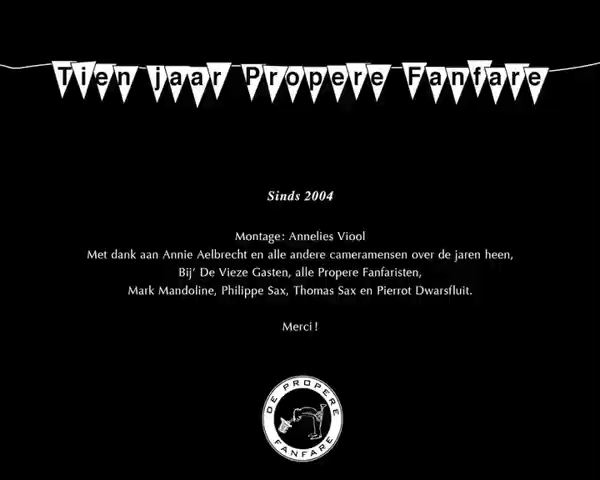 Tien jaar Propere Fanfare
Sinds 2004
Montage: Annelies Viool
Met dank aan Annie Aelbrecht en alle andere cameramensen over de jaren heen,
Bij' De Vieze Gasten, alle Propere Fanfaristen,
Mark Mandoline, Philippe Sax, Thomas Sax en Pierrot Dwarsfluit.
Merci!
DE PROPERE
FANFARE